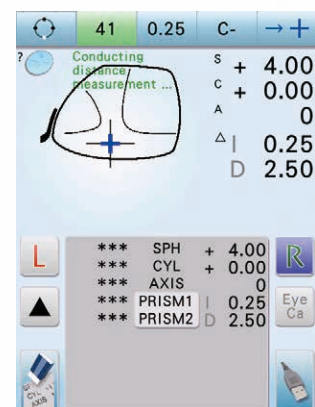 41 0.25 C- →+
? Conducting
distance
measurement ...
S + 4.00
C + 0.00
A 0
△ I 0.25
D 2.50
L
R
*** SPH + 4.00
*** CYL + 0.00
*** AXIS 0
*** PRISM1 I 0.25
*** PRISM2 D 2.50
▲
Eye
Ca
CYL
AXIS